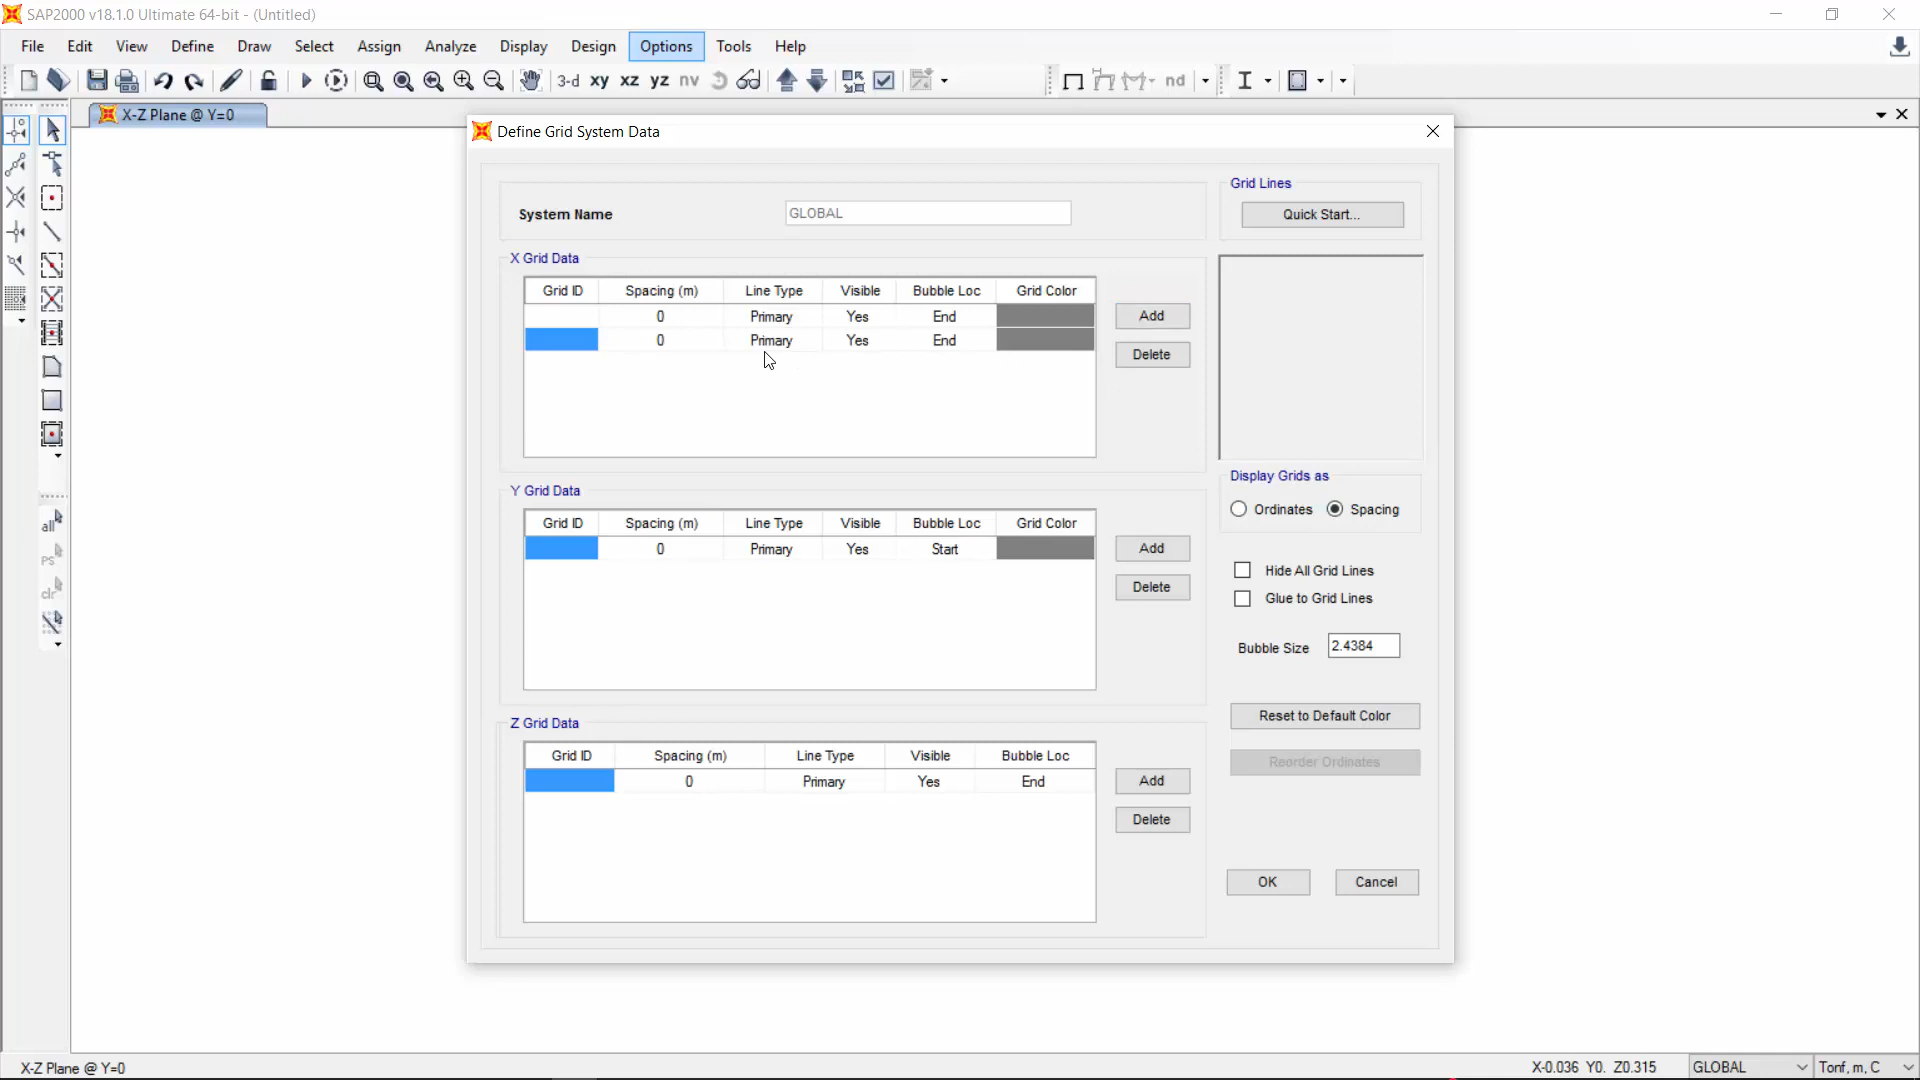 SAP2000 v18.1.0 Ultimate 64-bit - (Untitled)
File Edit View Define Draw Select Assign Analyze Display Design Options Tools Help
3-d xy xz yz nv nd
X-Z Plane @ Y=0
Define Grid System Data
System Name GLOBAL
Grid Lines
Quick Start...
X Grid Data
Grid ID Spacing (m) Line Type Visible Bubble Loc Grid Color
0 Primary Yes End
0 Primary Yes End
Add
Delete
Y Grid Data
Grid ID Spacing (m) Line Type Visible Bubble Loc Grid Color
0 Primary Yes Start
Add
Delete
Z Grid Data
Grid ID Spacing (m) Line Type Visible Bubble Loc
0 Primary Yes End
Add
Delete
Display Grids as
Ordinates Spacing
Hide All Grid Lines
Glue to Grid Lines
Bubble Size 2.4384
Reset to Default Color
Reorder Ordinates
OK Cancel
all
PS
clr
X-Z Plane @ Y=0
X-0.036 Y0. Z0.315
GLOBAL
Tonf, m, C